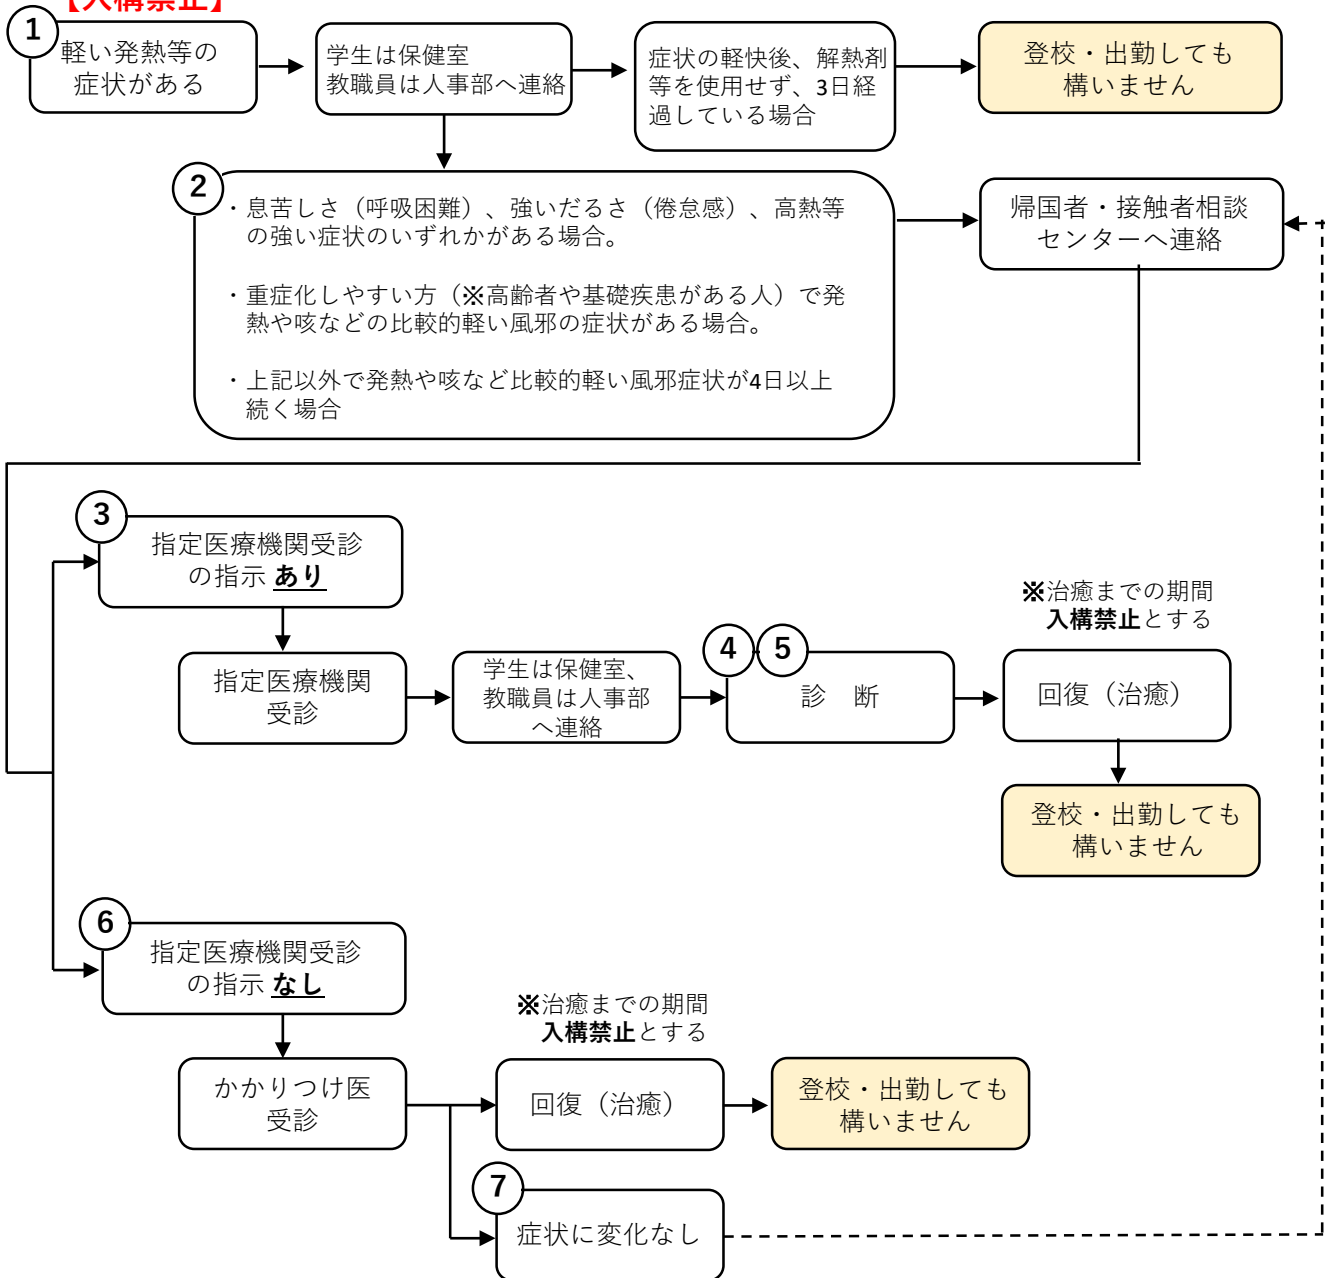 【入構禁止】
1
軽い発熱等の
症状がある
学生は保健室
教職員は人事部へ連絡
症状の軽快後、解熱剤
等を使用せず、3日経
過している場合
登校・出勤しても
構いません
2
・息苦しさ（呼吸困難）、強いだるさ（倦怠感）、高熱等
の強い症状のいずれかがある場合。
・重症化しやすい方（※高齢者や基礎疾患がある人）で発
熱や咳などの比較的軽い風邪の症状がある場合。
・上記以外で発熱や咳など比較的軽い風邪症状が4日以上
続く場合
帰国者・接触者相談
センターへ連絡
3
指定医療機関受診
の指示 あり
指定医療機関
受診
学生は保健室、
教職員は人事部
へ連絡
4 5
診　断
※治癒までの期間
入構禁止とする
回復（治癒）
登校・出勤しても
構いません
6
指定医療機関受診
の指示 なし
かかりつけ医
受診
※治癒までの期間
入構禁止とする
回復（治癒）
登校・出勤しても
構いません
7
症状に変化なし